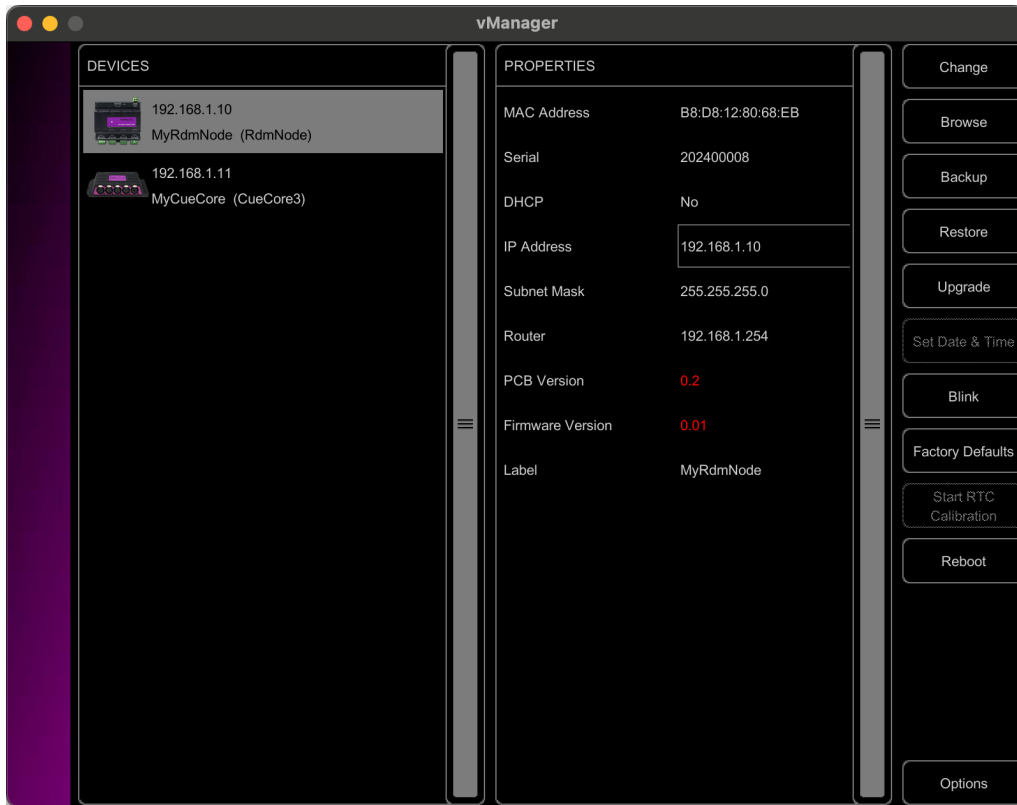 vManager
DEVICES
192.168.1.10
MyRdmNode (RdmNode)
192.168.1.11
MyCueCore (CueCore3)
PROPERTIES
MAC Address B8:D8:12:80:68:EB
Serial 202400008
DHCP No
IP Address 192.168.1.10
Subnet Mask 255.255.255.0
Router 192.168.1.254
PCB Version 0.2
Firmware Version 0.01
Label MyRdmNode
Change
Browse
Backup
Restore
Upgrade
Set Date & Time
Blink
Factory Defaults
Start RTC
Calibration
Reboot
Options